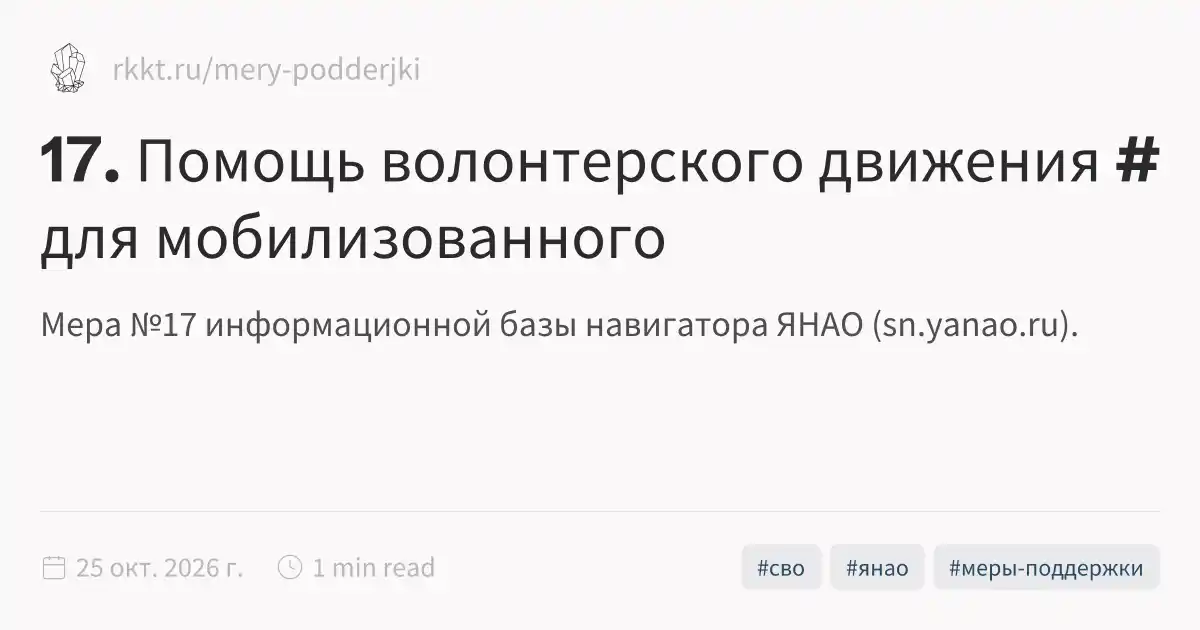 rkkt.ru/mery-podderjki
17. Помощь волонтерского движения #
для мобилизованного
Мера №17 информационной базы навигатора ЯНАО (sn.yanao.ru).
25 окт. 2026 г. 1 min read #сво #янао #меры-поддержки